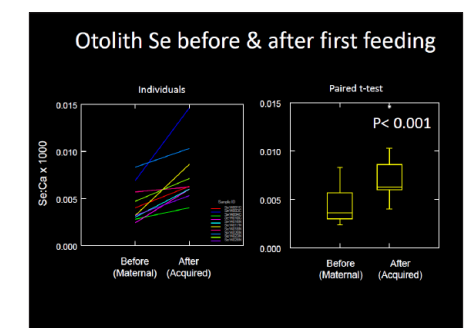 Otolith Se before & after first feeding
Individuals
Se:Ca x 1000
0.015
0.010
0.005
0.000
Before
(Maternal)
After
(Acquired)
Paired t-test
0.015
0.010
0.005
0.000
P< 0.001
*
Before
(Maternal)
After
(Acquired)